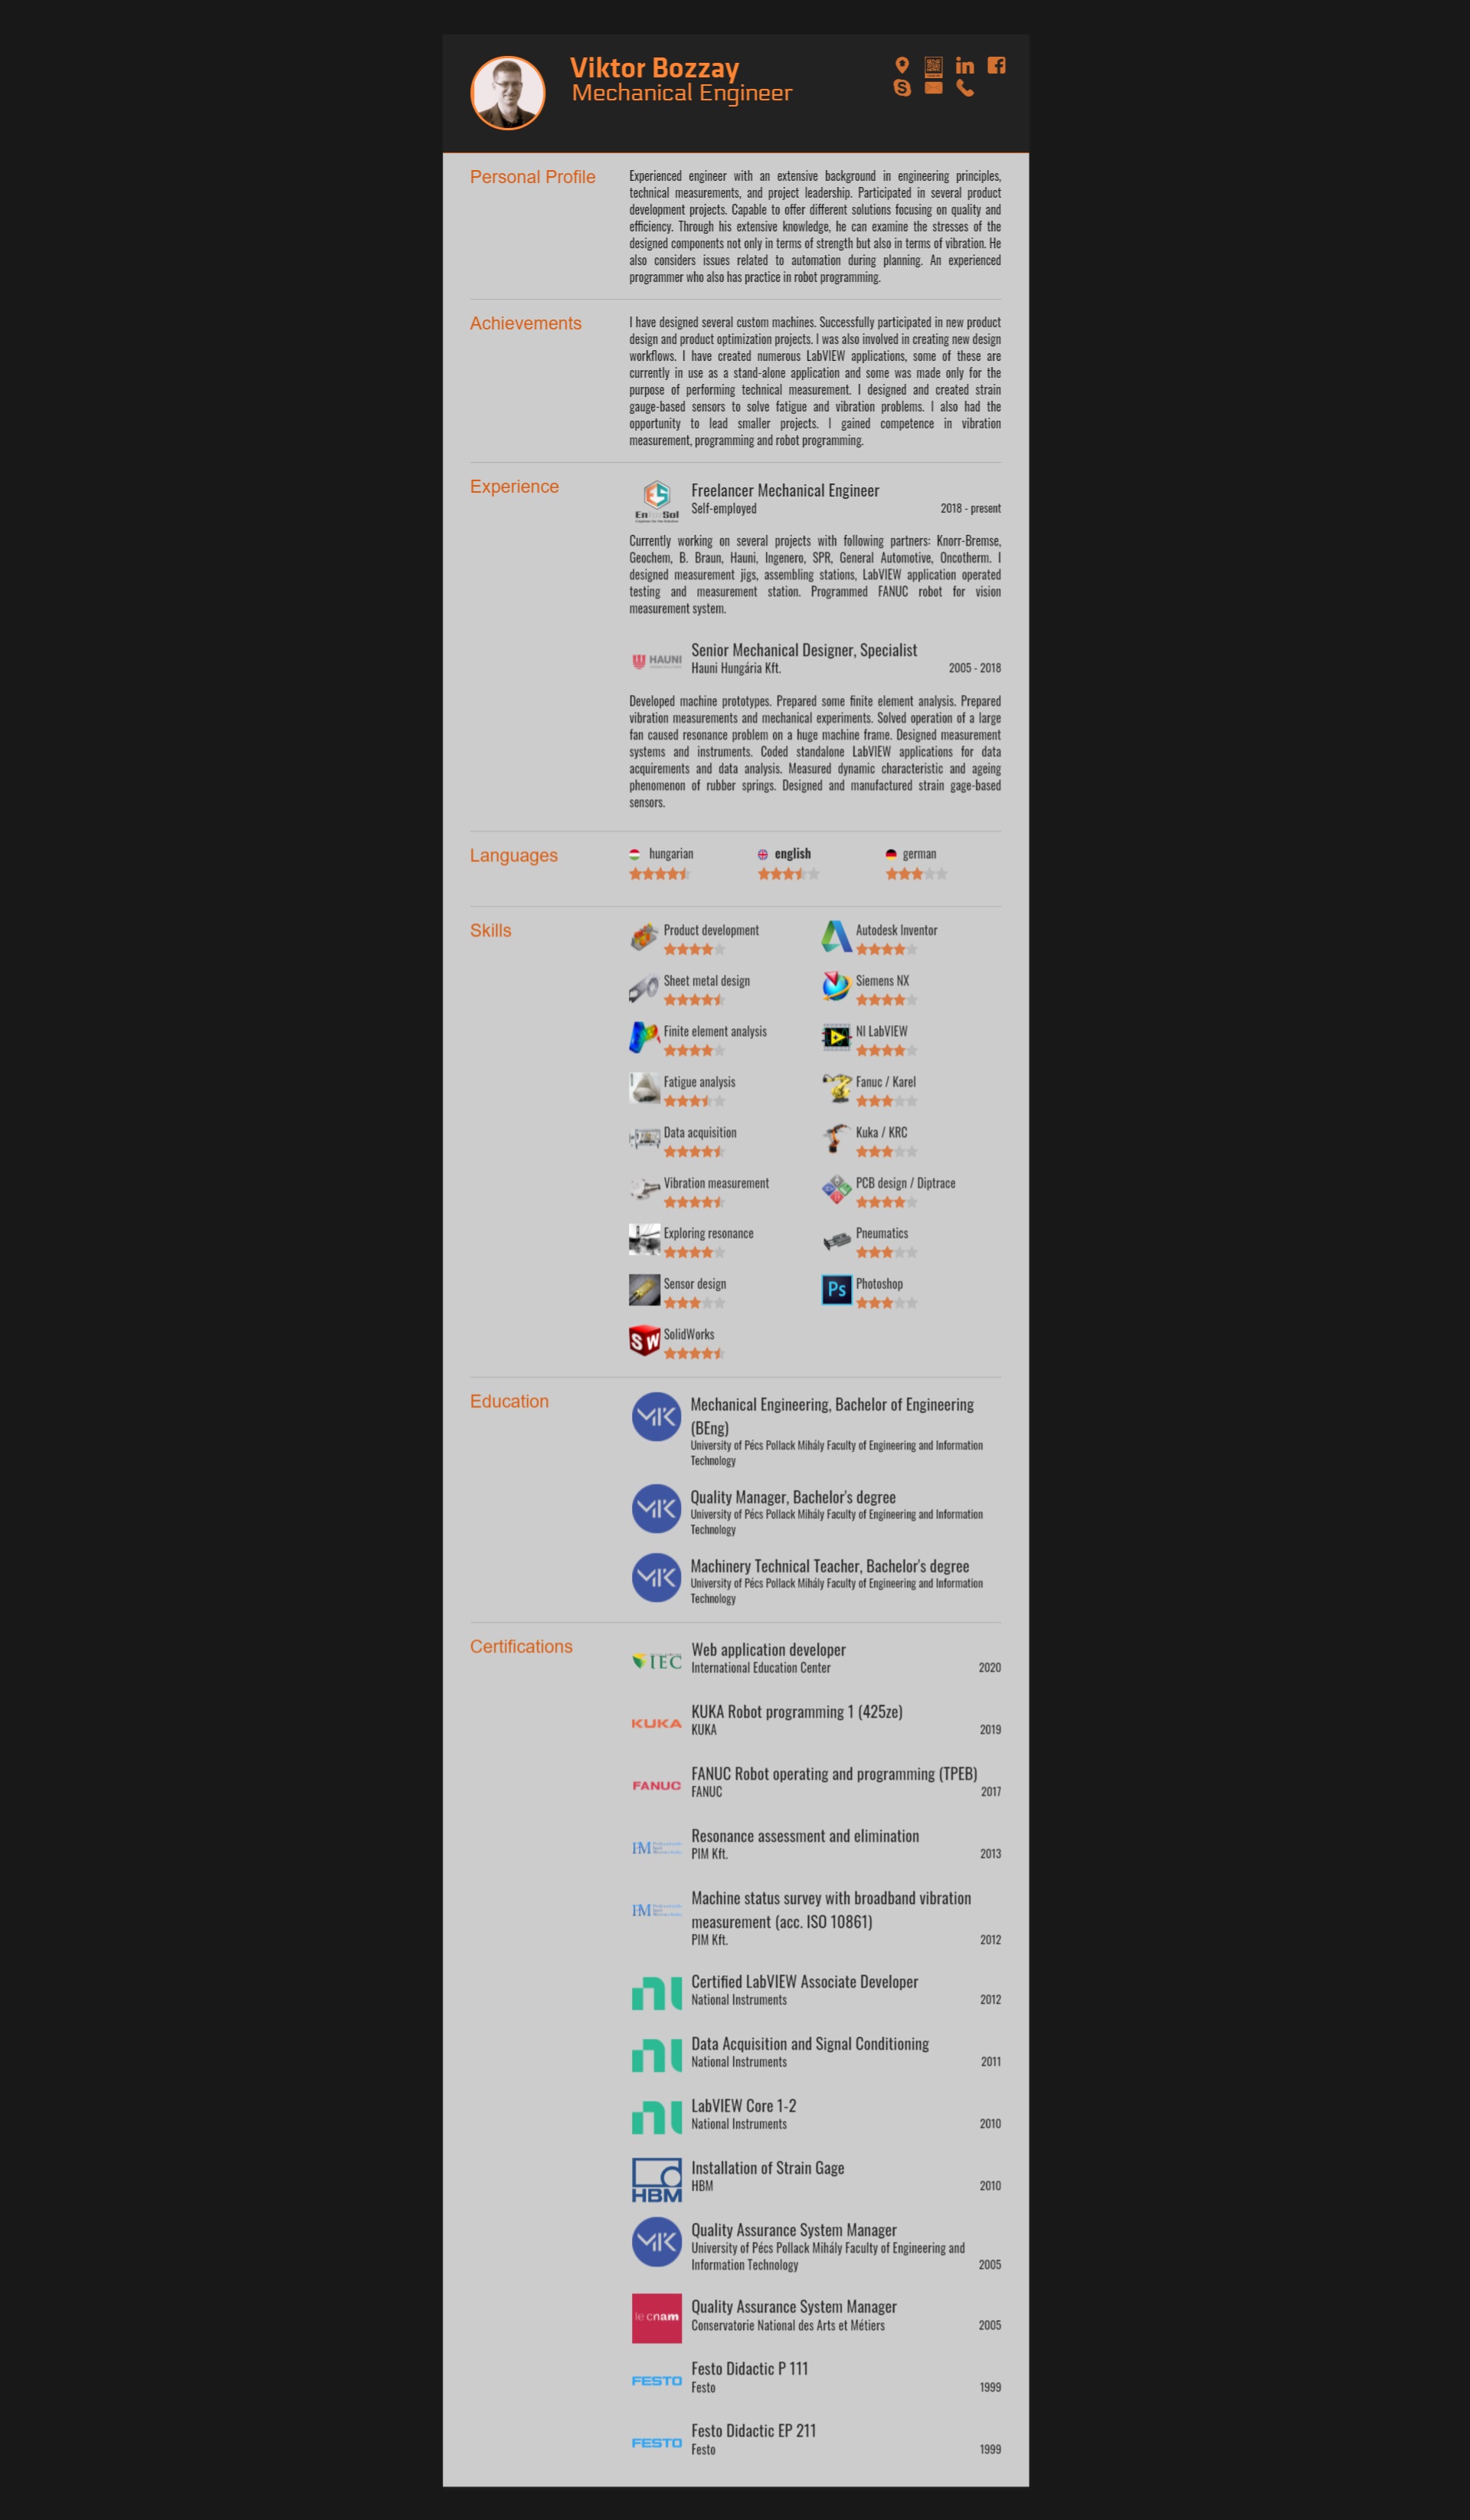 Viktor Bozzay
Mechanical Engineer
Personal Profile
Experienced engineer with an extensive background in engineering principles,
technical measurements, and project leadership. Participated in several product
development projects. Capable to offer different solutions focusing on quality and
efficiency. Through his extensive knowledge, he can examine the stresses of the
designed components not only in terms of strength but also in terms of vibration. He
also considers issues related to automation during planning. An experienced
programmer who also has practice in robot programming.
Achievements
I have designed several custom machines. Successfully participated in new product
design and product optimization projects. I was also involved in creating new design
workflows. I have created numerous LabVIEW applications, some of these are
currently in use as a stand-alone application and some was made only for the
purpose of performing technical measurement. I designed and created strain
gauge-based sensors to solve fatigue and vibration problems. I also had the
opportunity to lead smaller projects. I gained competence in vibration
measurement, programming and robot programming.
Experience
Freelancer Mechanical Engineer
Self-employed
2018 - present
Currently working on several projects with following partners: Knorr-Bremse,
Geochem, B. Braun, Hauni, Ingenero, SPR, General Automotive, Oncotherm. I
designed measurement jigs, assembling stations, LabVIEW application operated
testing and measurement station. Programmed FANUC robot for vision
measurement system.
HAUNI
Senior Mechanical Designer, Specialist
Hauni Hungária Kft.
2005 - 2018
Developed machine prototypes. Prepared some finite element analysis. Prepared
vibration measurements and mechanical experiments. Solved operation of a large
fan caused resonance problem on a huge machine frame. Designed measurement
systems and instruments. Coded standalone LabVIEW applications for data
acquirements and data analysis. Measured dynamic characteristic and ageing
phenomenon of rubber springs. Designed and manufactured strain gage-based
sensors.
Languages
hungarian
english
german
Skills
Product development
Autodesk Inventor
Sheet metal design
Siemens NX
Finite element analysis
NI LabVIEW
Fatigue analysis
Fanuc / Karel
Data acquisition
Kuka / KRC
Vibration measurement
PCB design / Diptrace
Exploring resonance
Pneumatics
Sensor design
Ps
Photoshop
SW
SolidWorks
Education
MIK
Mechanical Engineering, Bachelor of Engineering
(BEng)
University of Pécs Pollack Mihály Faculty of Engineering and Information
Technology
MIK
Quality Manager, Bachelor's degree
University of Pécs Pollack Mihály Faculty of Engineering and Information
Technology
MIK
Machinery Technical Teacher, Bachelor's degree
University of Pécs Pollack Mihály Faculty of Engineering and Information
Technology
Certifications
IEC
Web application developer
International Education Center
2020
KUKA
KUKA Robot programming 1 (425ze)
KUKA
2019
FANUC
FANUC Robot operating and programming (TPEB)
FANUC
2017
Resonance assessment and elimination
PIM Kft.
2013
Machine status survey with broadband vibration
measurement (acc. ISO 10861)
PIM Kft.
2012
Certified LabVIEW Associate Developer
National Instruments
2012
Data Acquisition and Signal Conditioning
National Instruments
2011
LabVIEW Core 1-2
National Instruments
2010
HBM
Installation of Strain Gage
HBM
2010
MIK
Quality Assurance System Manager
University of Pécs Pollack Mihály Faculty of Engineering and
Information Technology
2005
le cnam
Quality Assurance System Manager
Conservatorie National des Arts et Métiers
2005
FESTO
Festo Didactic P 111
Festo
1999
FESTO
Festo Didactic EP 211
Festo
1999